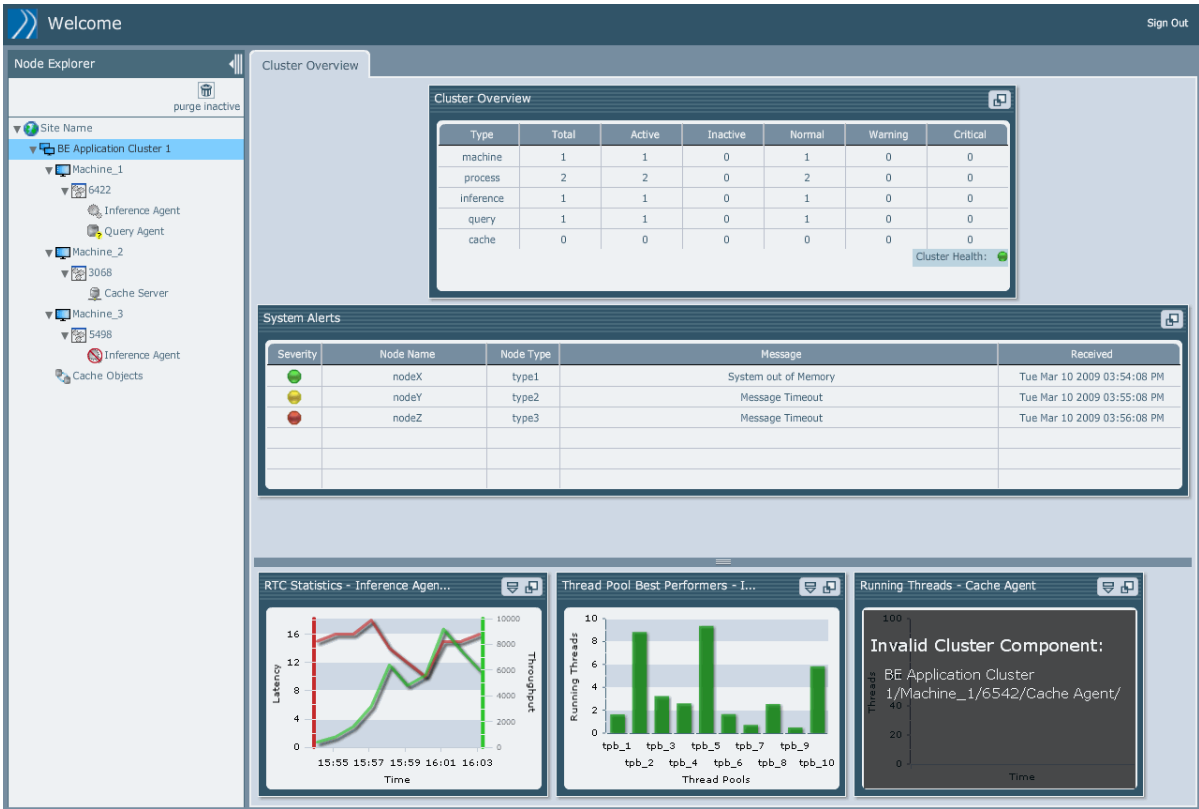 Welcome
Sign Out
Node Explorer
purge inactive
Site Name
BE Application Cluster 1
Machine_1
6422
Inference Agent
Query Agent
Machine_2
3068
Cache Server
Machine_3
5498
Inference Agent
Cache Objects
Cluster Overview
Cluster Overview
Type Total Active Inactive Normal Warning Critical
machine 1 1 0 1 0 0
process 2 2 0 2 0 0
inference 1 1 0 1 0 0
query 1 1 0 1 0 0
cache 0 0 0 0 0 0
Cluster Health:
System Alerts
Severity Node Name Node Type Message Received
nodeX type1 System out of Memory Tue Mar 10 2009 03:54:08 PM
nodeY type2 Message Timeout Tue Mar 10 2009 03:55:08 PM
nodeZ type3 Message Timeout Tue Mar 10 2009 03:56:08 PM
RTC Statistics - Inference Agen...
16
12
8
4
0
Latency
10000
8000
6000
4000
2000
0
Throughput
15:55 15:57 15:59 16:01 16:03
Time
Thread Pool Best Performers - I...
10
8
6
4
2
0
Running Threads
tpb_1 tpb_3 tpb_5 tpb_7 tpb_9
tpb_2 tpb_4 tpb_6 tpb_8 tpb_10
Thread Pools
Running Threads - Cache Agent
100
Invalid Cluster Component:
BE Application Cluster
1/Machine_1/6542/Cache Agent/
Threads
40
20
0
Time